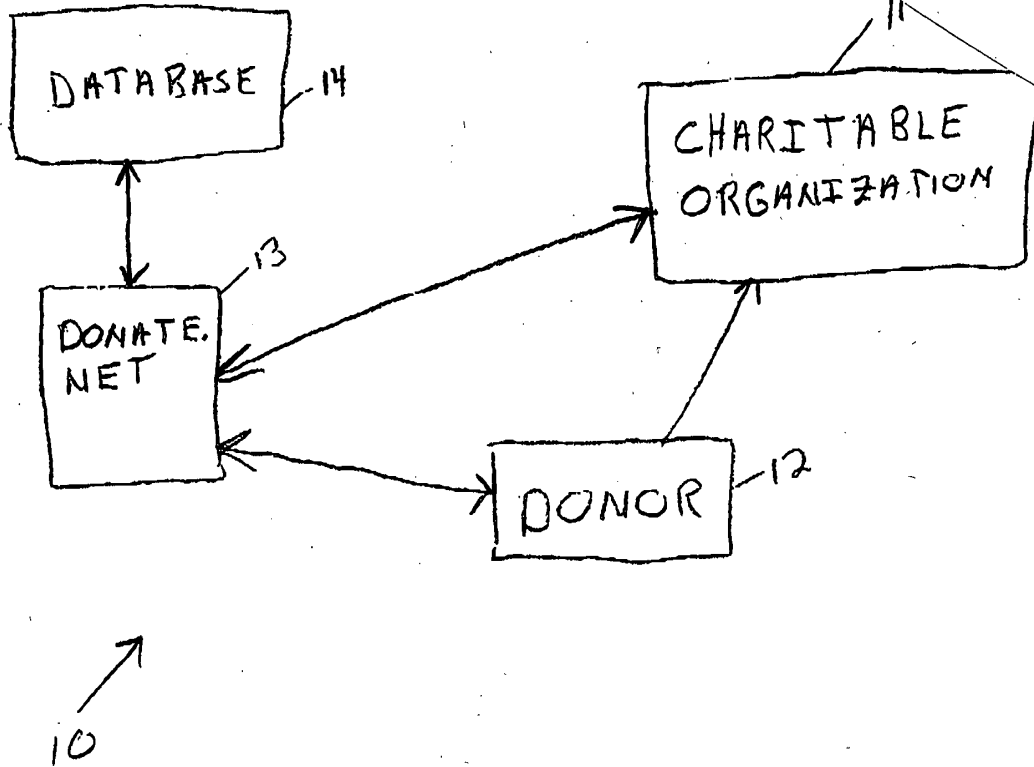 11
DATABASE
14
CHARITABLE
ORGANIZATION
13
DONATE.
NET
12
DONOR
10